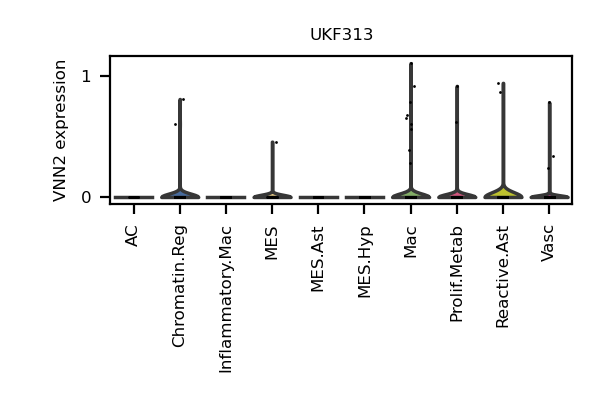 UKF313
VNN2 expression
1
0
AC
Chromatin.Reg
Inflammatory.Mac
MES
MES.Ast
MES.Hyp
Mac
Prolif.Metab
Reactive.Ast
Vasc